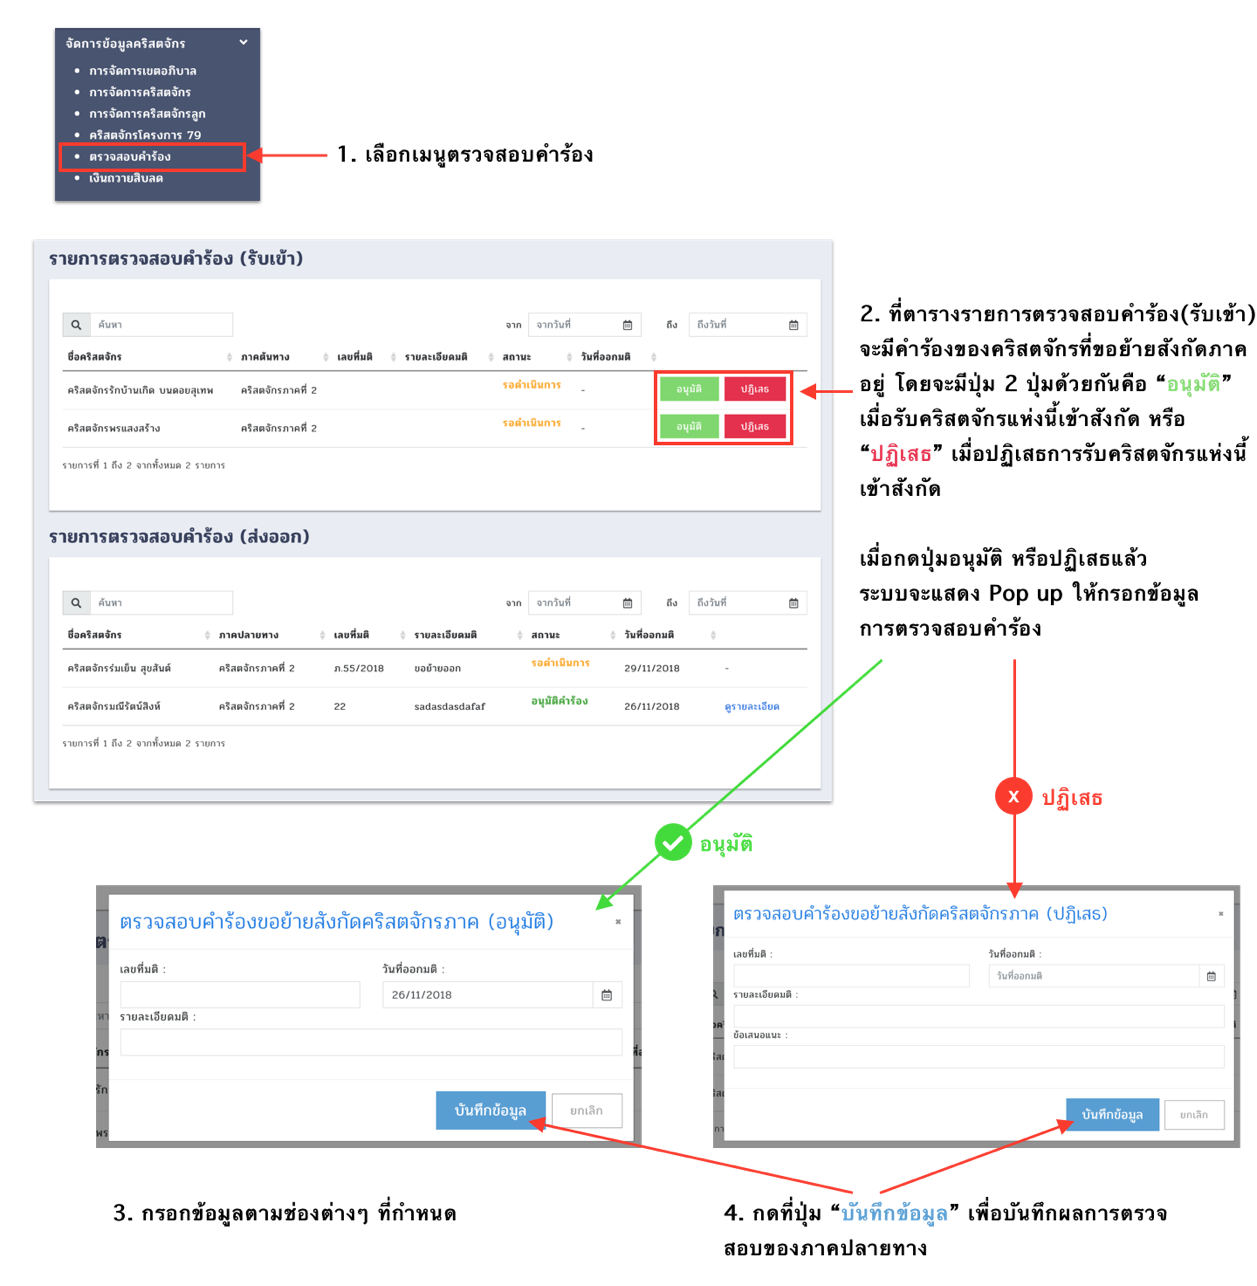 จัดการข้อมูลคริสตจักร
• การจัดการเขตอภิบาล
• การจัดการคริสตจักร
• การจัดการคริสตจักรลูก
• คริสตจักรโครงการ 79
• ตรวจสอบคำร้อง
• เงินถวายสิบลด
1. เลือกเมนูตรวจสอบคำร้อง
รายการตรวจสอบคำร้อง (รับเข้า)
ค้นหา จาก จากวันที่ ถึง ถึงวันที่
ชื่อคริสตจักร ภาคต้นทาง เลขที่มติ รายละเอียดมติ สถานะ วันที่ออกมติ
คริสตจักรรักบ้านเกิด บนดอยสุเทพ คริสตจักรภาคที่ 2 รอดำเนินการ - อนุมัติ ปฏิเสธ
คริสตจักรพระแสงสร้าง คริสตจักรภาคที่ 2 รอดำเนินการ - อนุมัติ ปฏิเสธ
รายการที่ 1 ถึง 2 จากทั้งหมด 2 รายการ
2. ที่ตารางรายการตรวจสอบคำร้อง(รับเข้า)
จะมีคำร้องของคริสตจักรที่ขอย้ายสังกัดภาค
อยู่ โดยจะมีปุ่ม 2 ปุ่มด้วยกันคือ “อนุมัติ”
เมื่อรับคริสตจักรแห่งนี้เข้าสังกัด หรือ
“ปฏิเสธ” เมื่อปฏิเสธการรับคริสตจักรแห่งนี้
เข้าสังกัด
เมื่อกดปุ่มอนุมัติ หรือปฏิเสธแล้ว
ระบบจะแสดง Pop up ให้กรอกข้อมูล
การตรวจสอบคำร้อง
รายการตรวจสอบคำร้อง (ส่งออก)
ค้นหา จาก จากวันที่ ถึง ถึงวันที่
ชื่อคริสตจักร ภาคปลายทาง เลขที่มติ รายละเอียดมติ สถานะ วันที่ออกมติ
คริสตจักรร่มเย็น สุขสันต์ คริสตจักรภาคที่ 2 ภ.55/2018 ขอย้ายออก รอดำเนินการ 29/11/2018 -
คริสตจักรมณีรัตน์สิงห์ คริสตจักรภาคที่ 2 22 sadasdasdafaf อนุมัติคำร้อง 26/11/2018 ดูรายละเอียด
รายการที่ 1 ถึง 2 จากทั้งหมด 2 รายการ
X ปฏิเสธ
อนุมัติ
ตรวจสอบคำร้องขอย้ายสังกัดคริสตจักรภาค (อนุมัติ) ×
เลขที่มติ : วันที่ออกมติ :
26/11/2018
รายละเอียดมติ :
บันทึกข้อมูล ยกเลิก
ตรวจสอบคำร้องขอย้ายสังกัดคริสตจักรภาค (ปฏิเสธ) ×
เลขที่มติ : วันที่ออกมติ :
วันที่ออกมติ
รายละเอียดมติ :
ข้อเสนอแนะ :
บันทึกข้อมูล ยกเลิก
3. กรอกข้อมูลตามช่องต่างๆ ที่กำหนด
4. กดที่ปุ่ม “บันทึกข้อมูล” เพื่อบันทึกผลการตรวจ
สอบของภาคปลายทาง